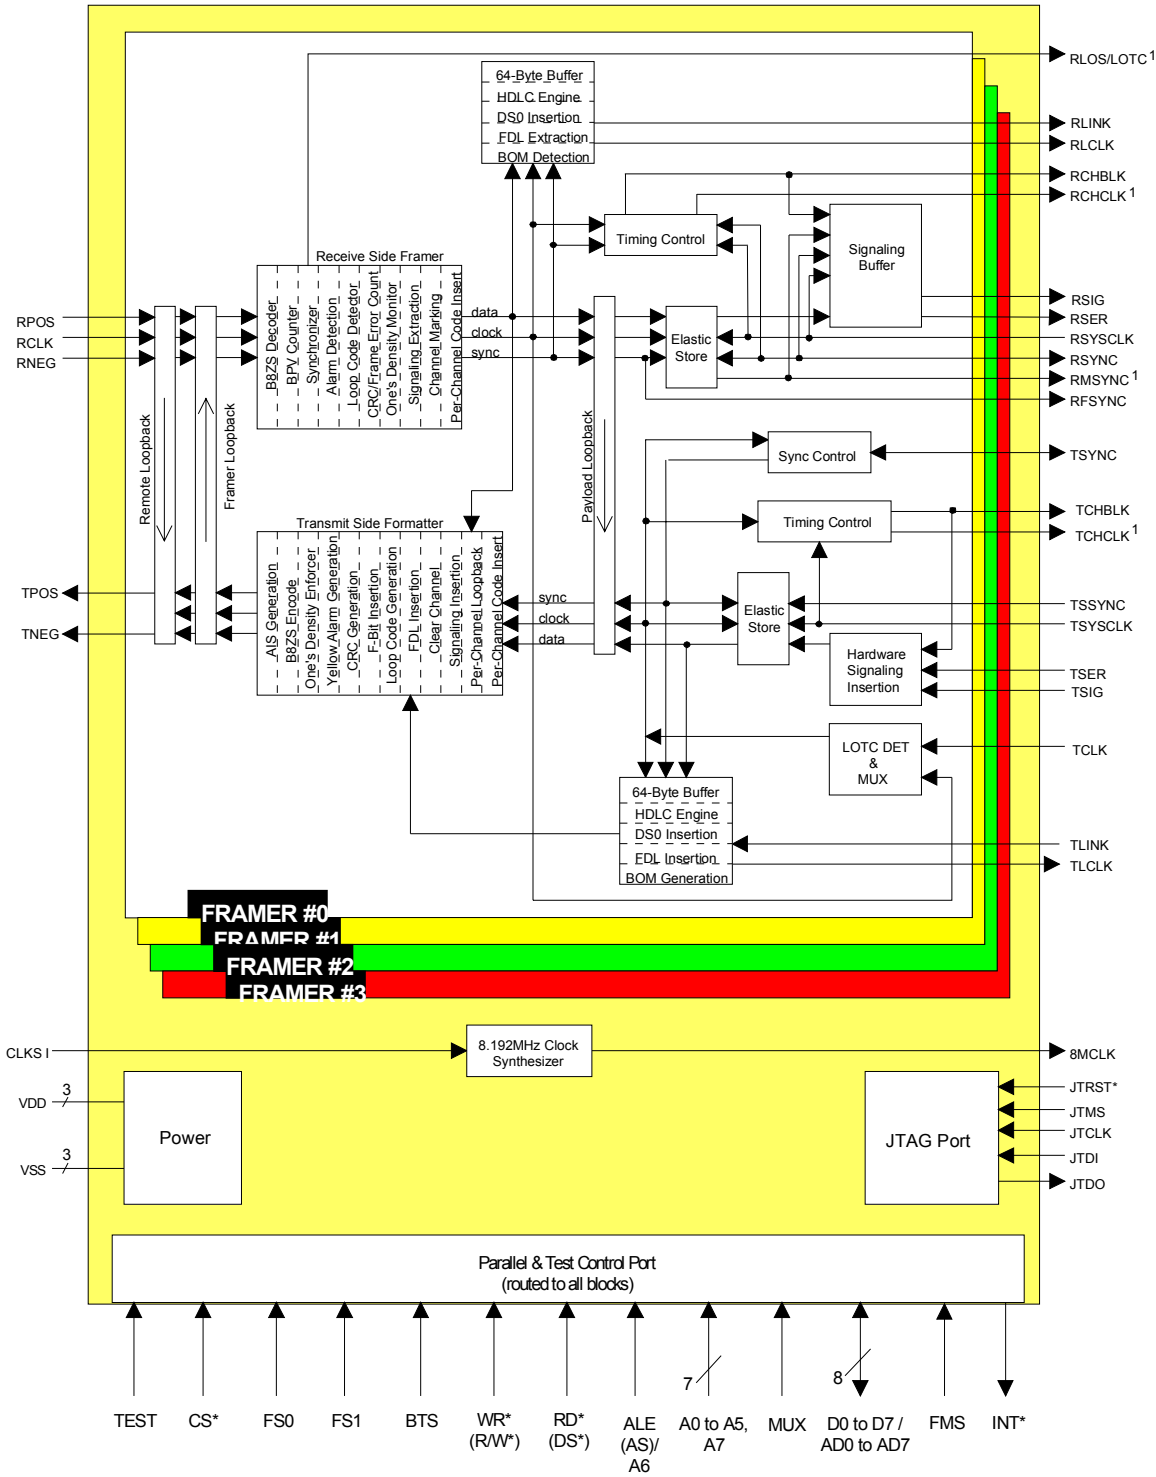 RLOS/LOTC 1
64-Byte Buffer
HDLC Engine
DS0 Insertion
FDL Extraction
BOM Detection
RLINK
RLCLK
RCHBLK
RCHCLK 1
Timing Control
Signaling
Buffer
Receive Side Framer
B8ZS Decoder
BPV Counter
Synchronizer
Alarm Detection
Loop Code Detector
CRC/Frame Error Count
One's Density Monitor
Signaling Extraction
Channel Marking
Per-Channel Code Insert
RPOS
RCLK
RNEG
data
clock
sync
Elastic
Store
RSIG
RSER
RSYSCLK
RSYNC
RMSYNC 1
RFSYNC
Remote Loopback
Framer Loopback
Payload Loopback
Sync Control
TSYNC
Timing Control
TCHBLK
TCHCLK 1
Transmit Side Formatter
AIS Generation
B8ZS Encode
One's Density Enforcer
Yellow Alarm Generation
CRC Generation
F-Bit Insertion
Loop Code Generation
FDL Insertion
Clear Channel
Signaling Insertion
Per-Channel Loopback
Per-Channel Code Insert
TPOS
TNEG
sync
clock
data
Elastic
Store
TSSYNC
TSYSCLK
Hardware
Signaling
Insertion
TSER
TSIG
LOTC DET
&
MUX
TCLK
64-Byte Buffer
HDLC Engine
DS0 Insertion
FDL Insertion
BOM Generation
TLINK
TLCLK
FRAMER #0
FRAMER #1
FRAMER #2
FRAMER #3
CLKS I
8.192MHz Clock
Synthesizer
8MCLK
VDD
3
VSS
3
Power
JTAG Port
JTRST*
JTMS
JTCLK
JTDI
JTDO
Parallel & Test Control Port
(routed to all blocks)
7
8
TEST
CS*
FS0
FS1
BTS
WR*
(R/W*)
RD*
(DS*)
ALE
(AS)/
A6
A0 to A5,
A7
MUX
D0 to D7 /
AD0 to AD7
FMS
INT*